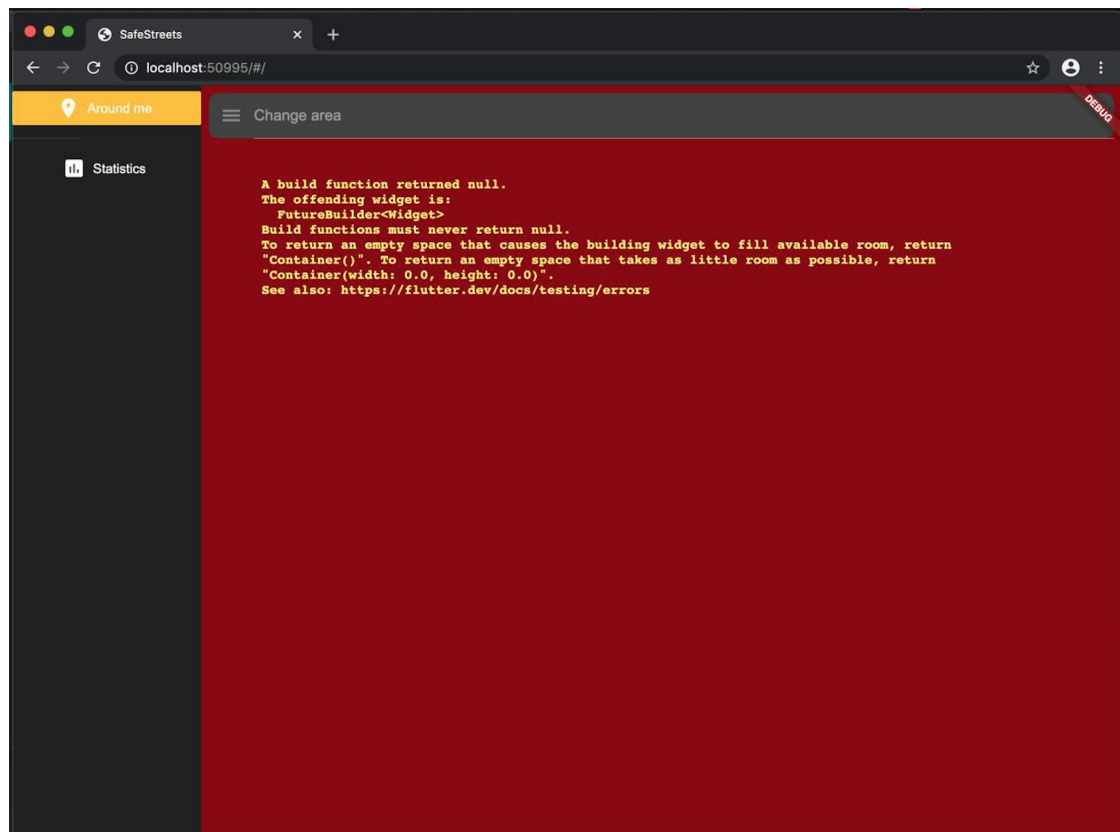 SafeStreets
localhost:50995/#/
Around me
Change area
DEBUG
Statistics
A build function returned null.
The offending widget is:
FutureBuilder<Widget>
Build functions must never return null.
To return an empty space that causes the building widget to fill available room, return
"Container()". To return an empty space that takes as little room as possible, return
"Container(width: 0.0, height: 0.0)".
See also: https://flutter.dev/docs/testing/errors